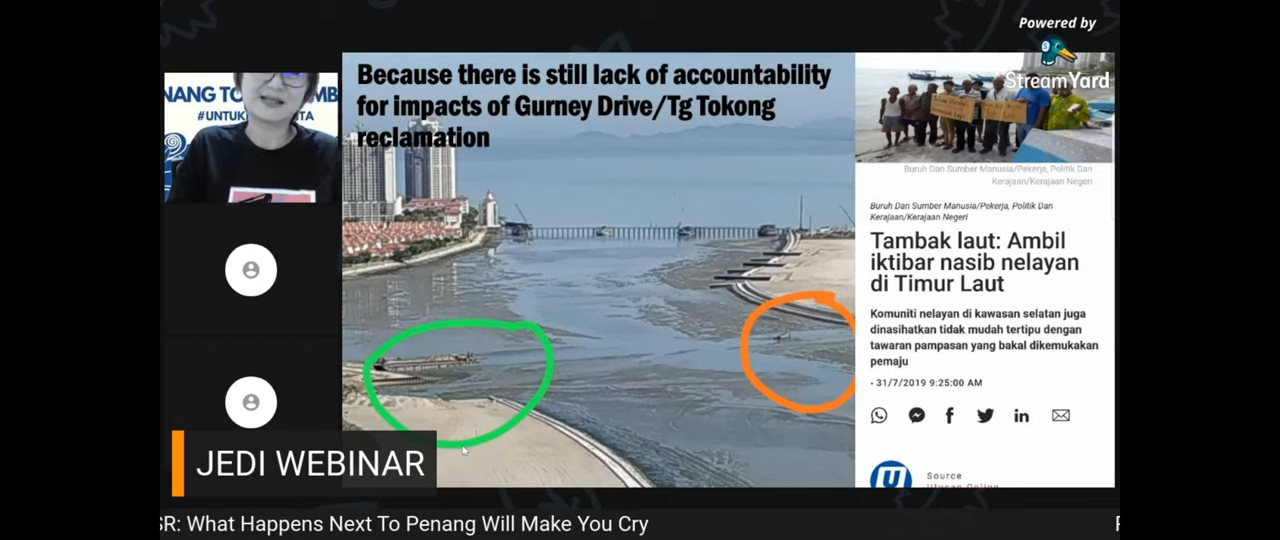 Powered by
StreamYard
NANG TO
MB
#UNTUK
ITA
Because there is still lack of accountability
for impacts of Gurney Drive/Tg Tokong
reclamation
Buruh Dan Sumber Manusia/Pekerja, Politik Dan
Kerajaan/Kerajaan Negeri
Buruh Dan Sumber Manusia/Pekerja, Politik Dan
Kerajaan/Kerajaan Negeri
Tambak laut: Ambil
iktibar nasib nelayan
di Timur Laut
Komuniti nelayan di kawasan selatan juga
dinasihatkan tidak mudah tertipu dengan
tawaran pampasan yang bakal dikemukakan
pemaju
• 31/7/2019 9:25:00 AM
Source
Utusan Online
JEDI WEBINAR
SR: What Happens Next To Penang Will Make You Cry